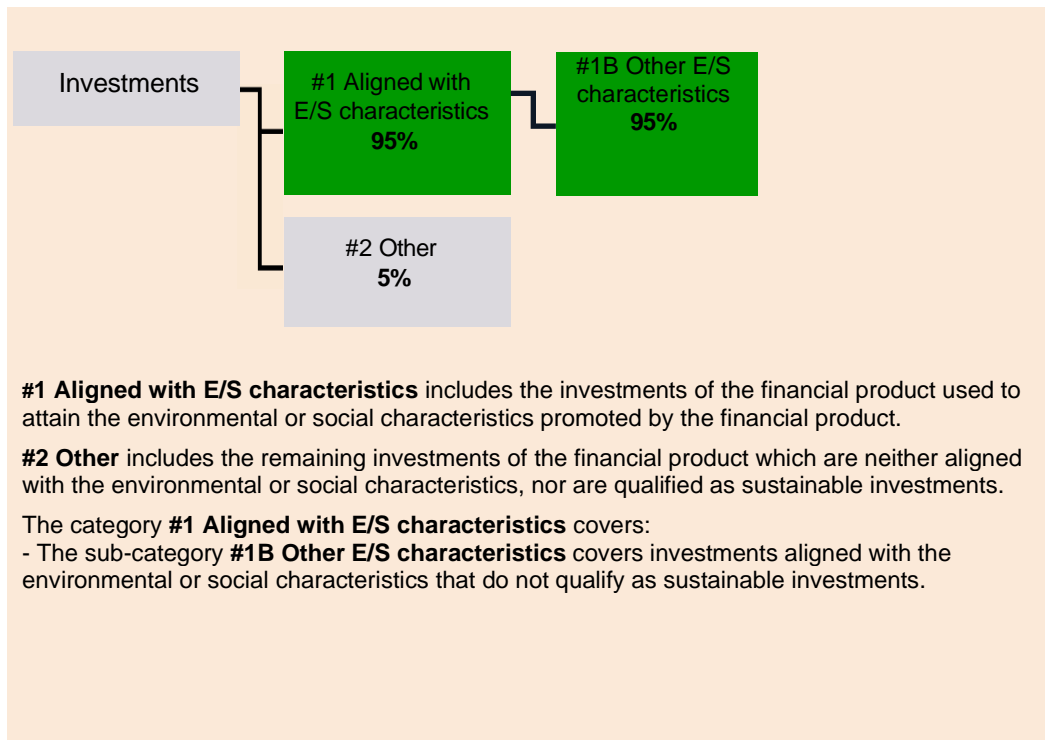 Investments
#1 Aligned with
E/S characteristics
95%
#1B Other E/S
characteristics
95%
#2 Other
5%
#1 Aligned with E/S characteristics includes the investments of the financial product used to
attain the environmental or social characteristics promoted by the financial product.
#2 Other includes the remaining investments of the financial product which are neither aligned
with the environmental or social characteristics, nor are qualified as sustainable investments.
The category #1 Aligned with E/S characteristics covers:
- The sub-category #1B Other E/S characteristics covers investments aligned with the
environmental or social characteristics that do not qualify as sustainable investments.